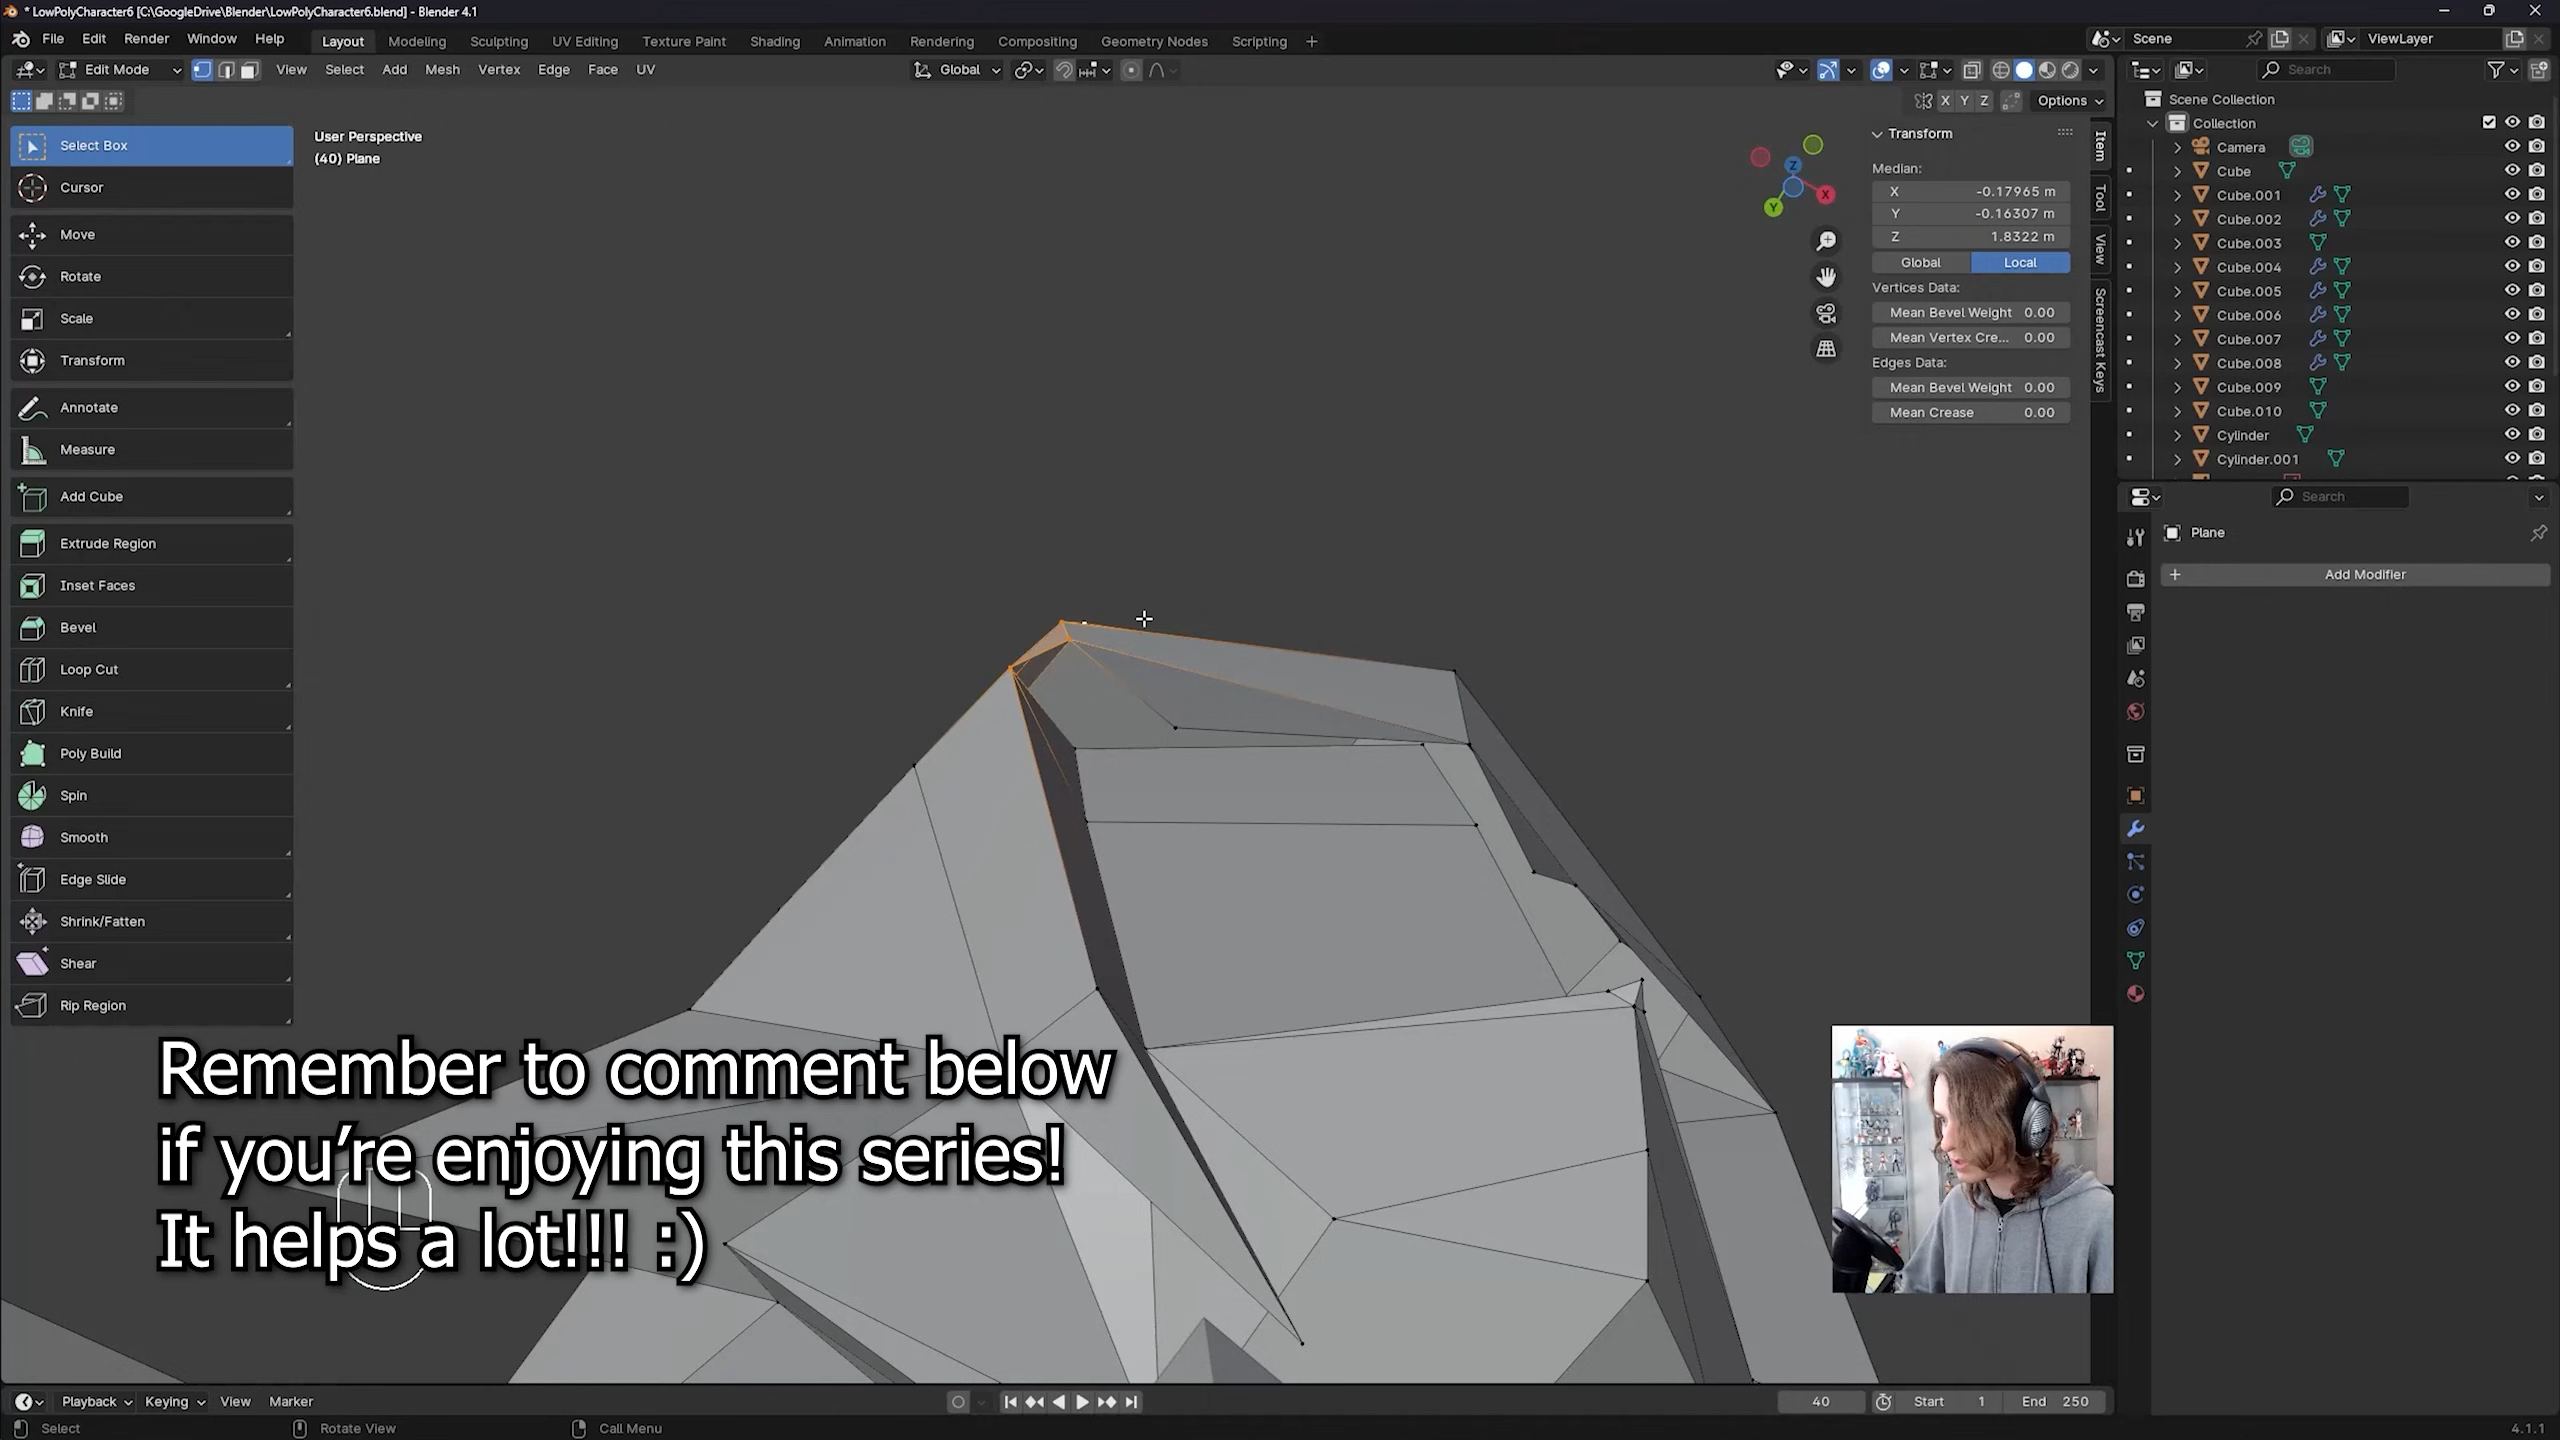 * LowPolyCharacter6 [C:\GoogleDrive\Blender\LowPolyCharacter6.blend] - Blender 4.1
File Edit Render Window Help Layout Modeling Sculpting UV Editing Texture Paint Shading Animation Rendering Compositing Geometry Nodes Scripting + Scene ViewLayer
Edit Mode View Select Add Mesh Vertex Edge Face UV Global Search
X Y Z Options
User Perspective
(40) Plane
Select Box
Cursor
Move
Rotate
Scale
Transform
Annotate
Measure
Add Cube
Extrude Region
Inset Faces
Bevel
Loop Cut
Knife
Poly Build
Spin
Smooth
Edge Slide
Shrink/Fatten
Shear
Rip Region
Z
X
Y
Transform
Median:
X -0.17965 m
Y -0.16307 m
Z 1.8322 m
Global Local
Vertices Data:
Mean Bevel Weight 0.00
Mean Vertex Cre... 0.00
Edges Data:
Mean Bevel Weight 0.00
Mean Crease 0.00
Item
Tool
View
Screencast Keys
Scene Collection
Collection
Camera
Cube
Cube.001
Cube.002
Cube.003
Cube.004
Cube.005
Cube.006
Cube.007
Cube.008
Cube.009
Cube.010
Cylinder
Cylinder.001
Search
Plane
+ Add Modifier
Remember to comment below
if you're enjoying this series!
It helps a lot!!! :)
Playback Keying View Marker 40 Start 1 End 250
Select Rotate View Call Menu 4.1.1